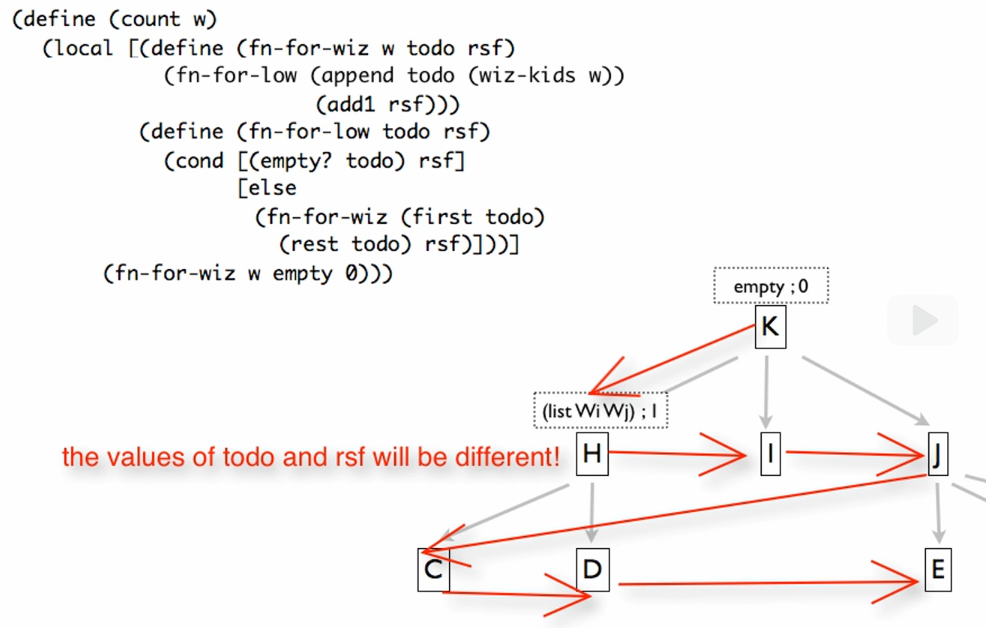 (define (count w)
(local [(define (fn-for-wiz w todo rsf)
(fn-for-low (append todo (wiz-kids w))
(add1 rsf)))
(define (fn-for-low todo rsf)
(cond [(empty? todo) rsf]
[else
(fn-for-wiz (first todo)
(rest todo) rsf)]))]
(fn-for-wiz w empty 0)))
empty ; 0
K
(list Wi Wj) ; 1
the values of todo and rsf will be different!
H
I
J
C
D
E